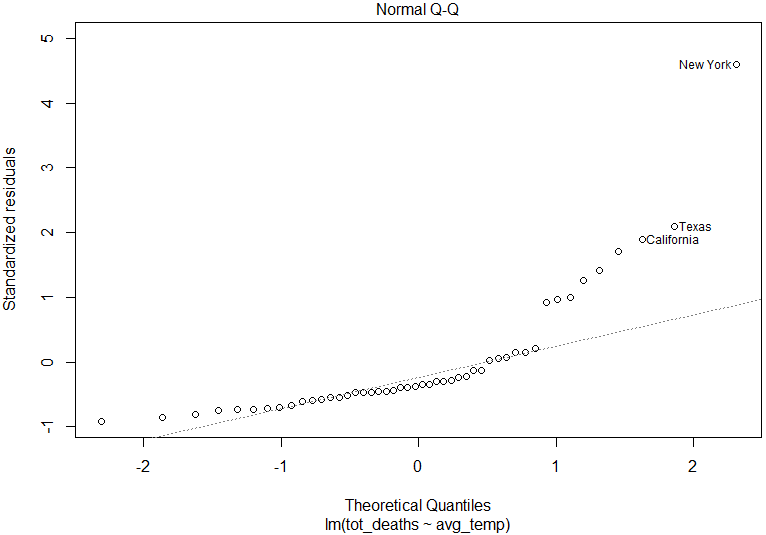 Normal Q-Q
5
4
3
2
1
0
-1
New York
Texas
California
Standardized residuals
-2
-1
0
1
2
Theoretical Quantiles
lm(tot_deaths ~ avg_temp)